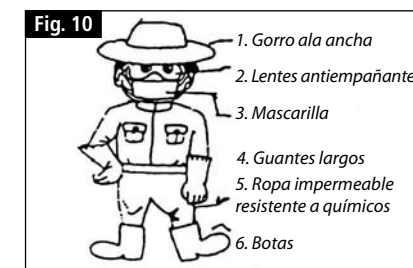 Fig. 10
1. Gorro ala ancha
2. Lentes antiempañante
3. Mascarilla
4. Guantes largos
5. Ropa impermeable
resistente a químicos
6. Botas